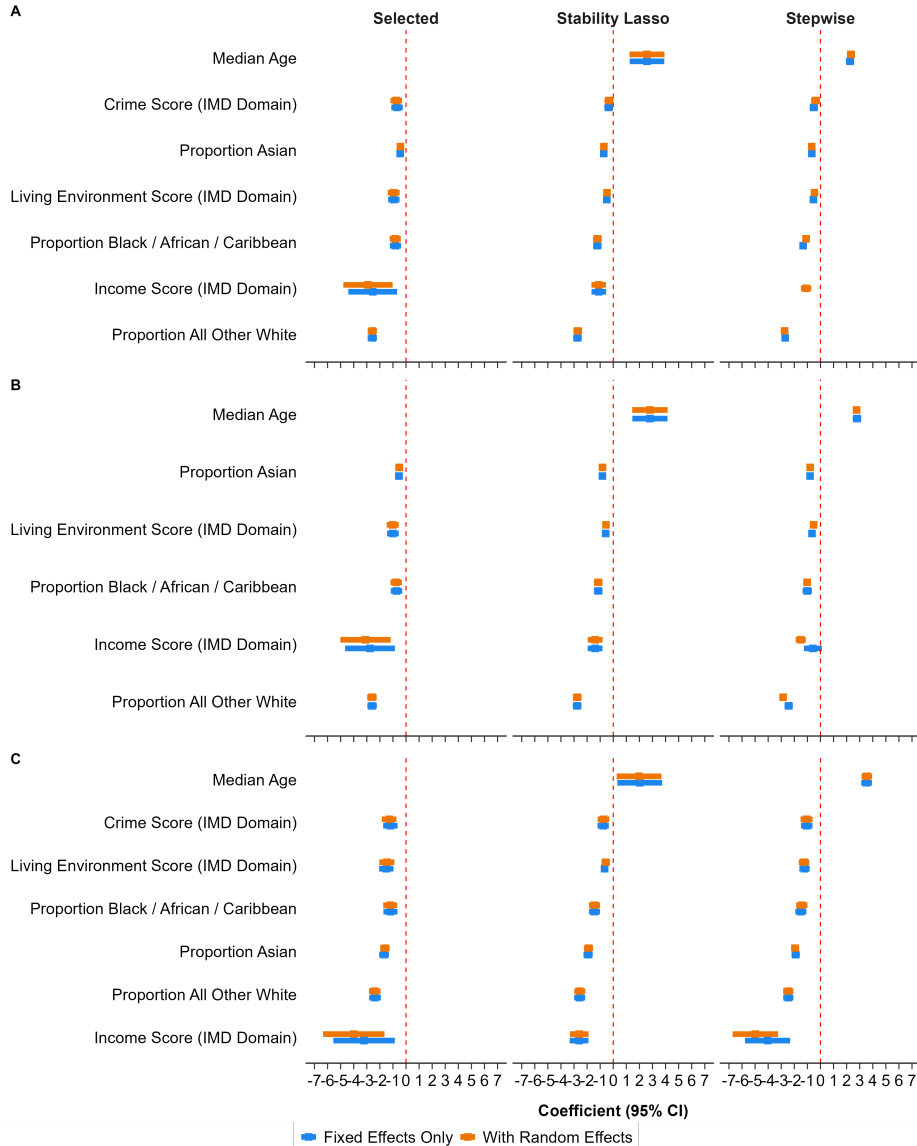 A
Selected Stability Lasso Stepwise
Median Age
Crime Score (IMD Domain)
Proportion Asian
Living Environment Score (IMD Domain)
Proportion Black / African / Caribbean
Income Score (IMD Domain)
Proportion All Other White
B
Median Age
Proportion Asian
Living Environment Score (IMD Domain)
Proportion Black / African / Caribbean
Income Score (IMD Domain)
Proportion All Other White
C
Median Age
Crime Score (IMD Domain)
Living Environment Score (IMD Domain)
Proportion Black / African / Caribbean
Proportion Asian
Proportion All Other White
Income Score (IMD Domain)
-7-6-5-4-3-2-1 0 1 2 3 4 5 6 7 -7-6-5-4-3-2-1 0 1 2 3 4 5 6 7 -7-6-5-4-3-2-1 0 1 2 3 4 5 6 7
Coefficient (95% CI)
Fixed Effects Only With Random Effects